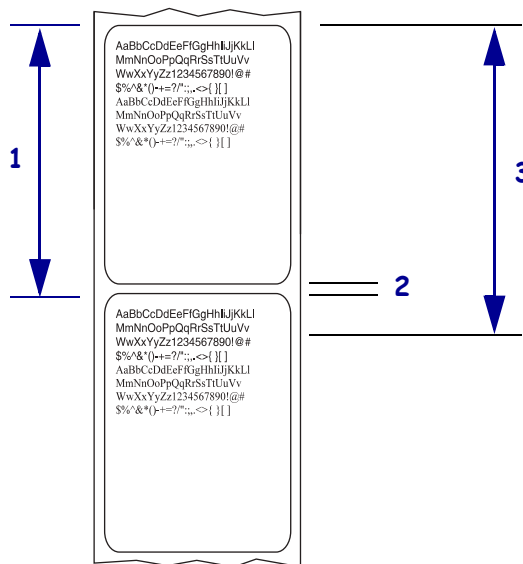 AaBbCcDdEeFfGgHhIiJjKkLl
MmNnOoPpQqRrSsTtUuVv
WwXxYyZz1234567890!@#
$%^&*()-+=?/":;,.<>{ }[ ]
AaBbCcDdEeFfGgHhIiJjKkLl
MmNnOoPpQqRrSsTtUuVv
WwXxYyZz1234567890!@#
$%^&*()-+=?/":;,.<>{ }[ ]
1
3
2
AaBbCcDdEeFfGgHhIiJjKkLl
MmNnOoPpQqRrSsTtUuVv
WwXxYyZz1234567890!@#
$%^&*()-+=?/":;,.<>{ }[ ]
AaBbCcDdEeFfGgHhIiJjKkLl
MmNnOoPpQqRrSsTtUuVv
WwXxYyZz1234567890!@#
$%^&*()-+=?/":;,.<>{ }[ ]